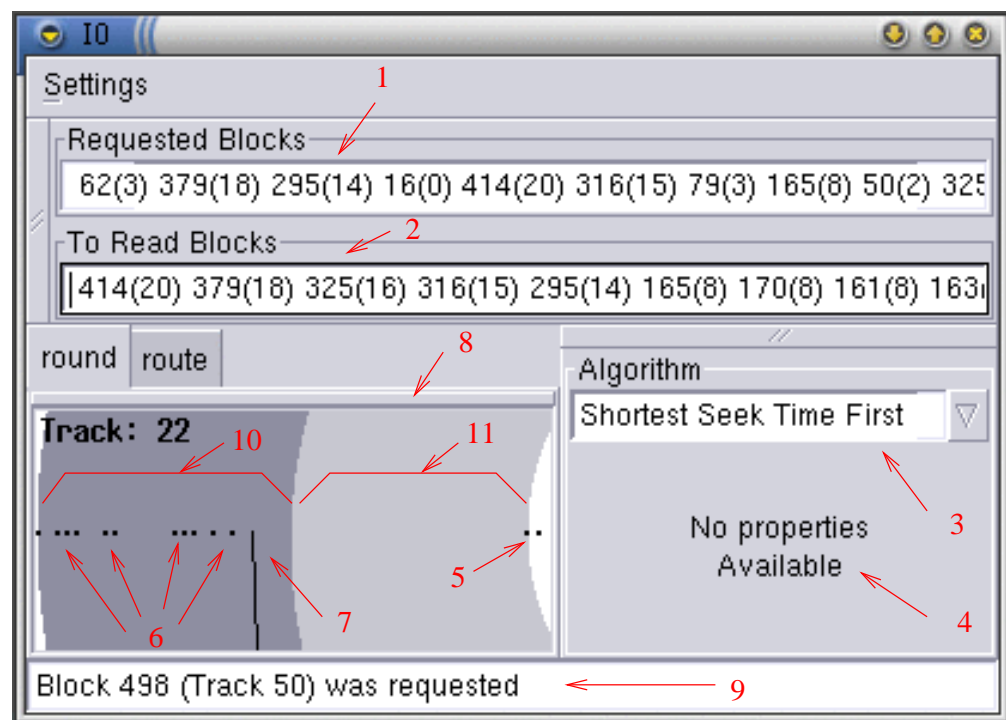 IO
Settings
1
Requested Blocks
62(3) 379(18) 295(14) 16(0) 414(20) 316(15) 79(3) 165(8) 50(2) 325
To Read Blocks
2
414(20) 379(18) 325(16) 316(15) 295(14) 165(8) 170(8) 161(8) 163(
round
route
8
Algorithm
Shortest Seek Time First
Track: 22
10
11
3
No properties
Available
5
4
6
7
Block 498 (Track 50) was requested
9